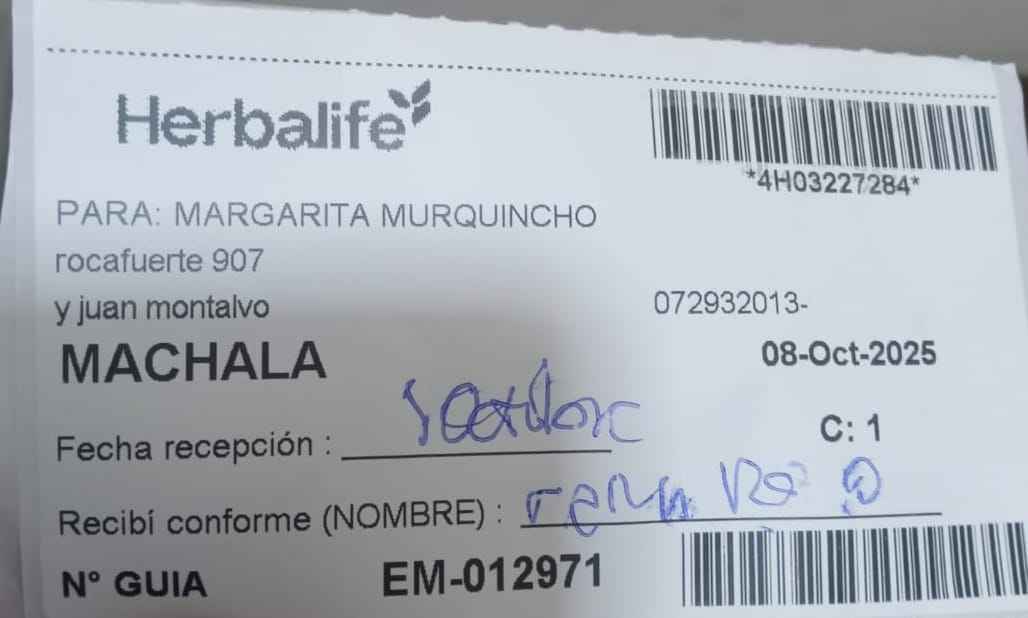 Herbalife
*4H03227284*
PARA: MARGARITA MURQUINCHO
rocafuerte 907
y juan montalvo
072932013-
MACHALA
08-Oct-2025
Fecha recepción :
C: 1
Recibí conforme (NOMBRE) :
N° GUIA EM-012971